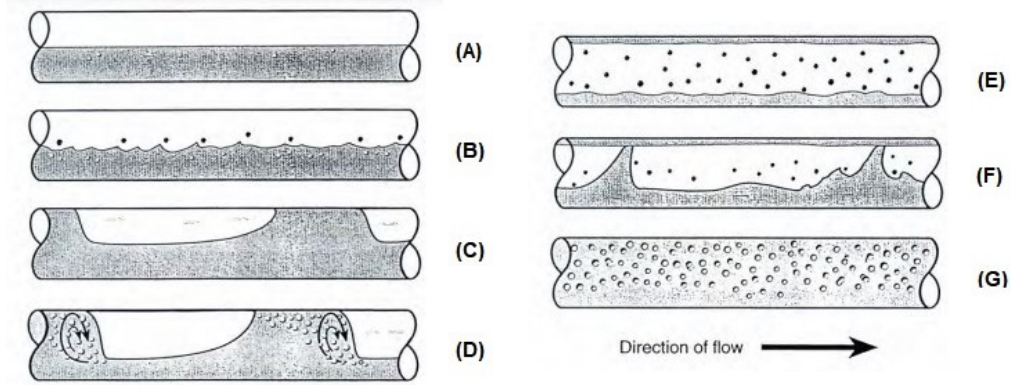 (A)
(B)
(C)
(D)
(E)
(F)
(G)
Direction of flow